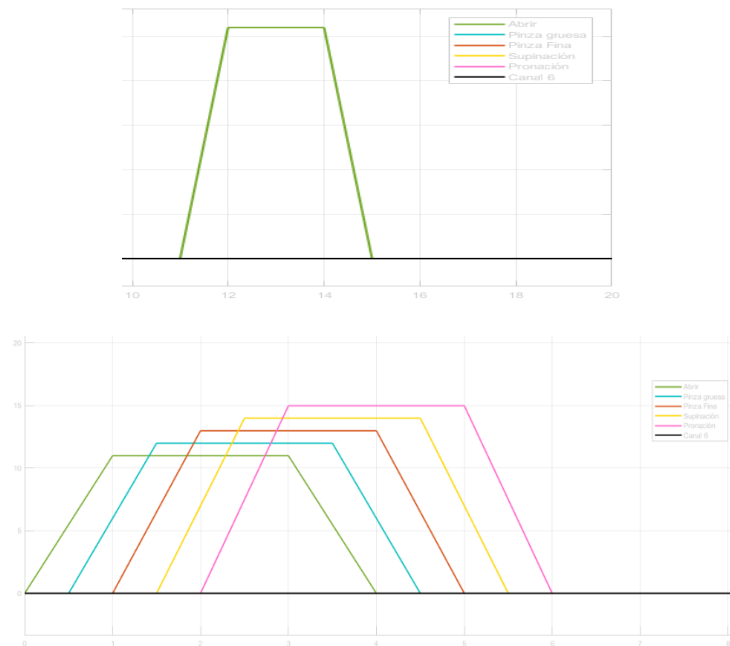 Abrir
Pinza gruesa
Pinza Fina
Supinación
Pronación
Canal 6
10 12 14 16 18 20
20
15
10
5
0
Abrir
Pinza gruesa
Pinza Fina
Supinación
Pronación
Canal 6
0 1 2 3 4 5 6 7 8